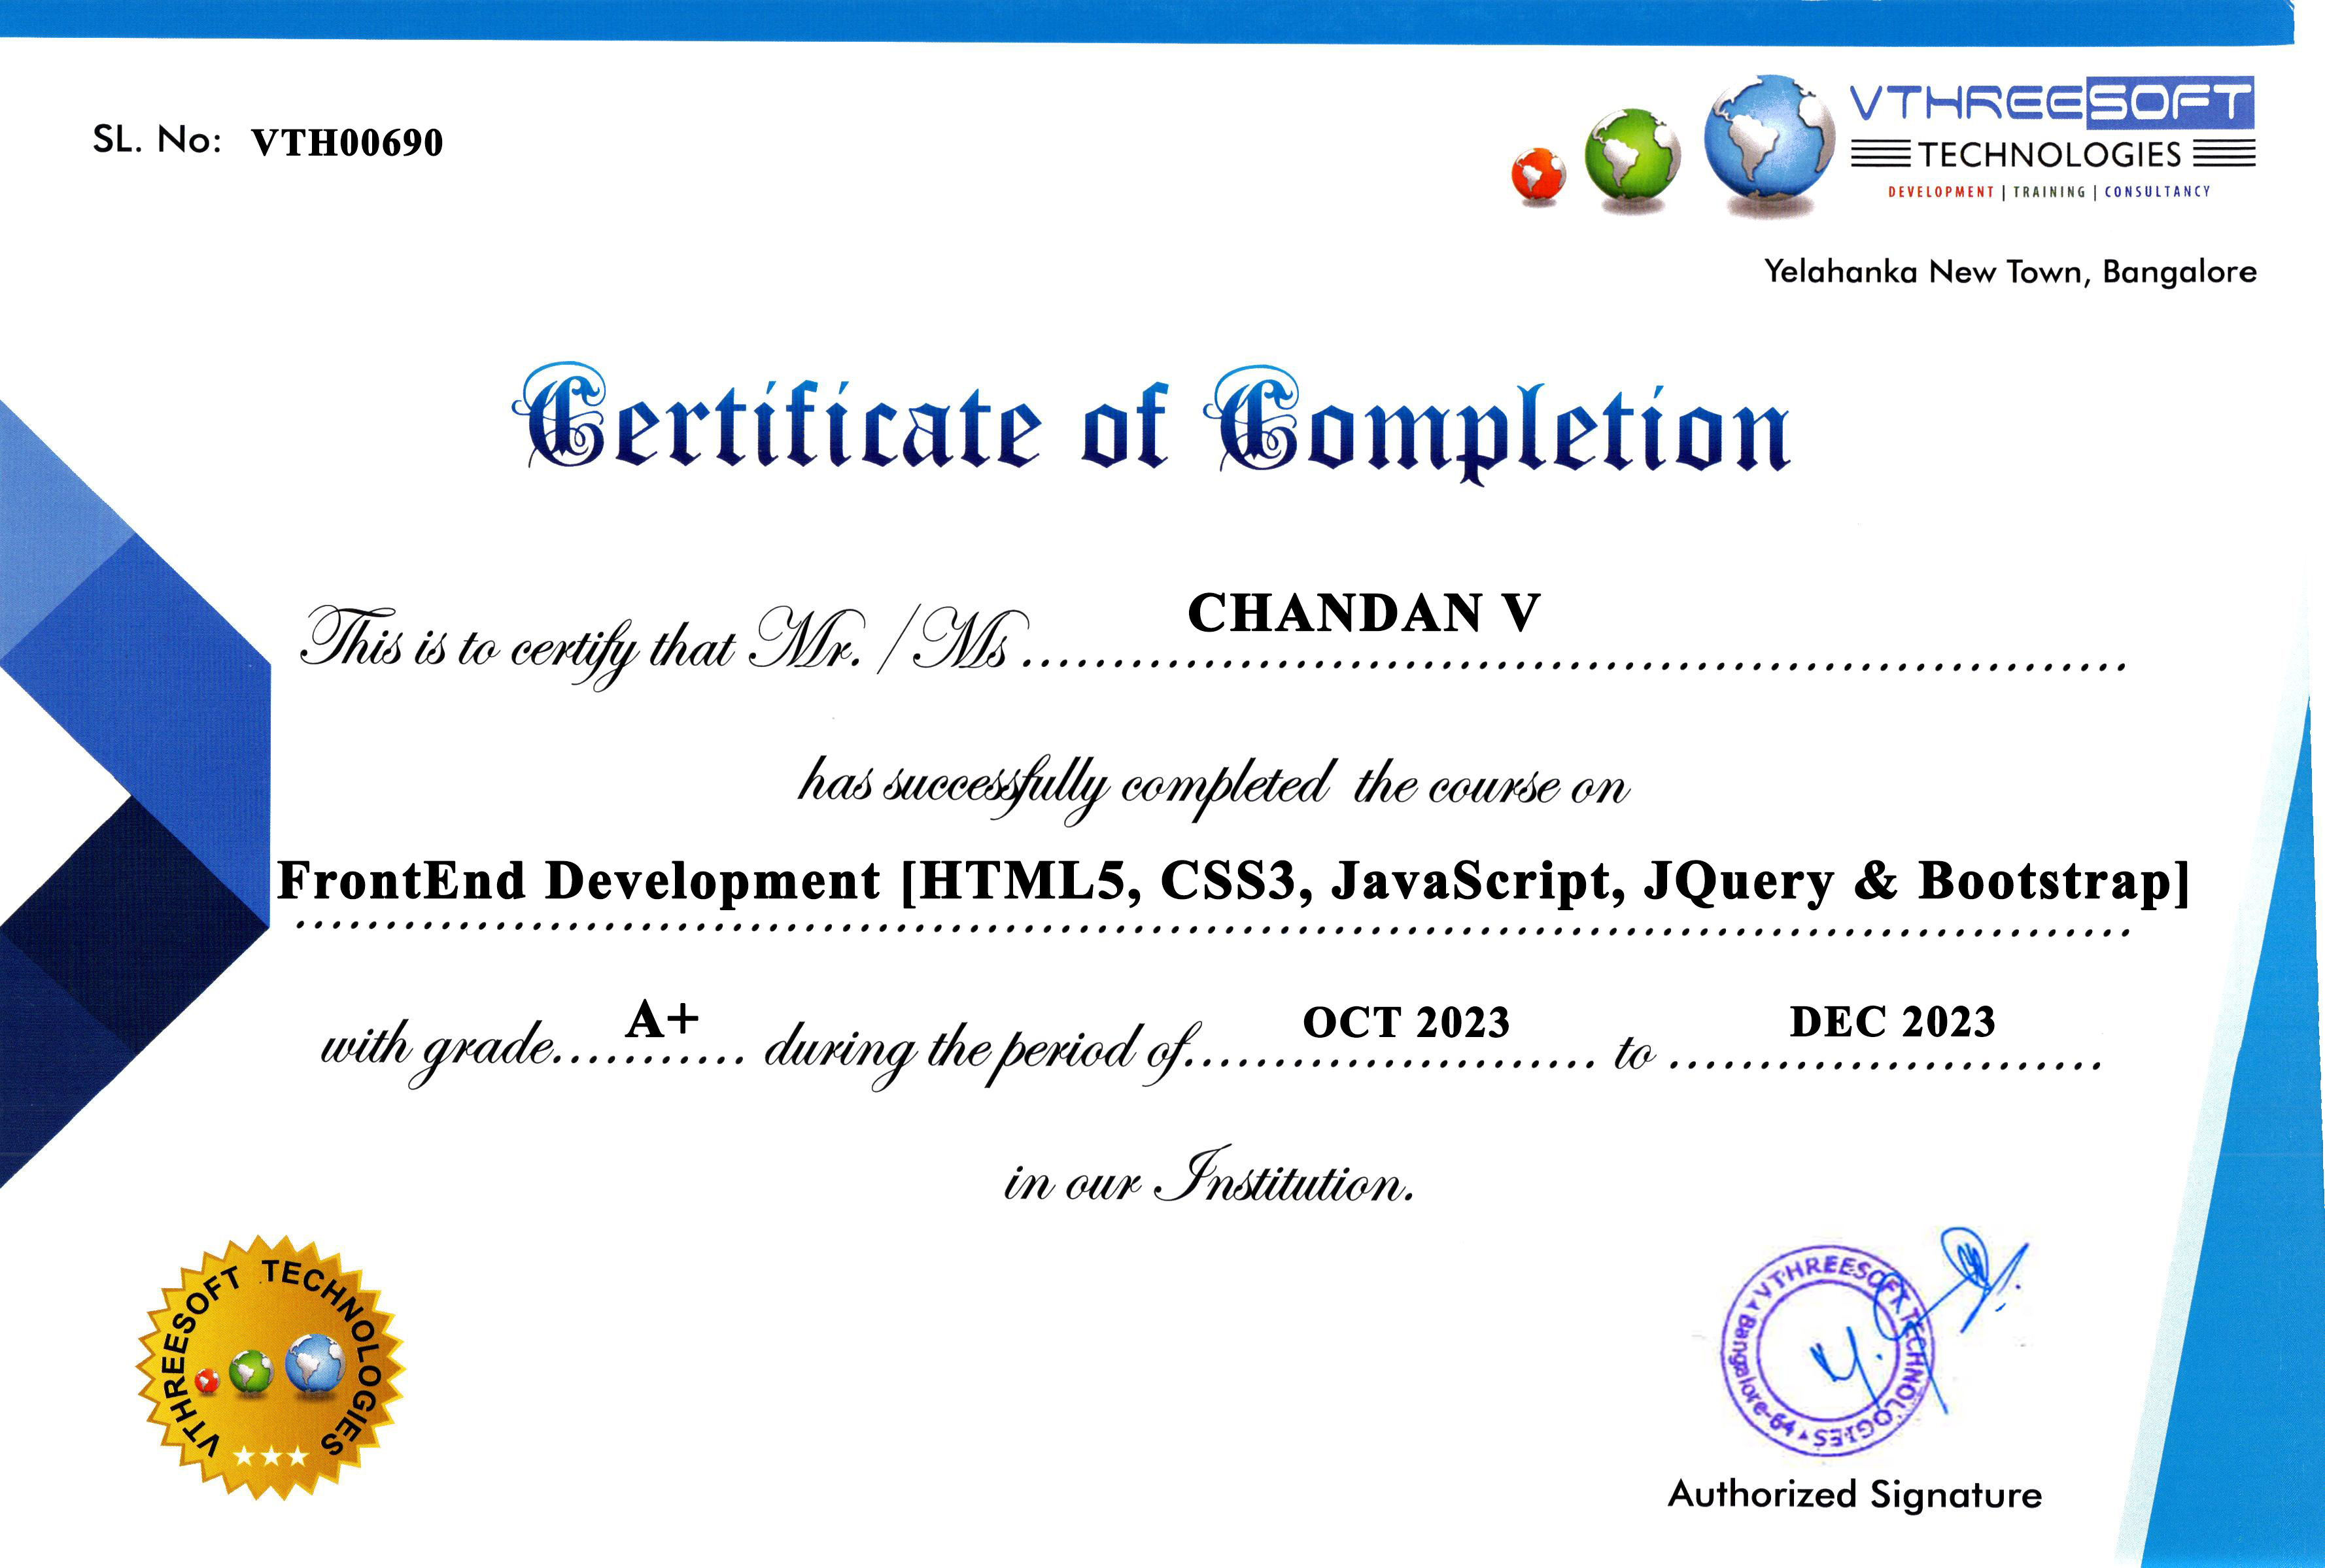 SL. No: VTH00690
VTHREESOFT
TECHNOLOGIES
DEVELOPMENT | TRAINING | CONSULTANCY
Yelahanka New Town, Bangalore
Certificate of Completion
This is to certify that Mr. / Ms ........ CHANDAN V ........
has successfully completed the course on
FrontEnd Development [HTML5, CSS3, JavaScript, JQuery & Bootstrap]
with grade........ A+ ........ during the period of........ OCT 2023 ........ to ........ DEC 2023 ........
in our Institution.
VTHREESOFT TECHNOLOGIES
VTHREESOFT TECHNOLOGIES
Bangalore-64
Authorized Signature